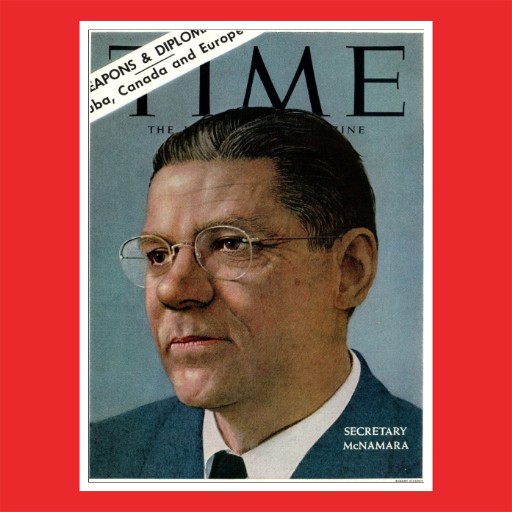 EAPONS & DIPLOM
uba, Canada and Europe
TIME
THE
INE
SECRETARY
McNAMARA